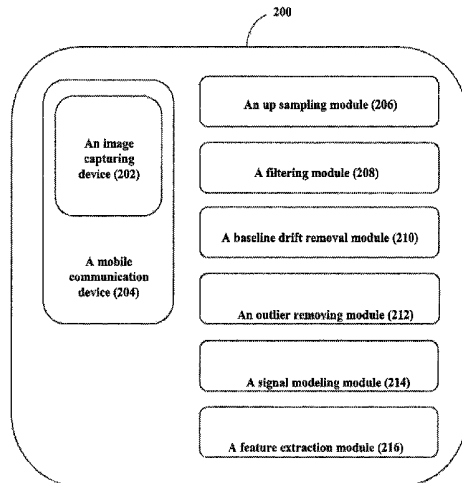 200
An image
capturing
device (202)
A mobile
communication
device (204)
An up sampling module (206)
A filtering module (208)
A baseline drift removal module (210)
An outlier removing module (212)
A signal modeling module (214)
A feature extraction module (216)